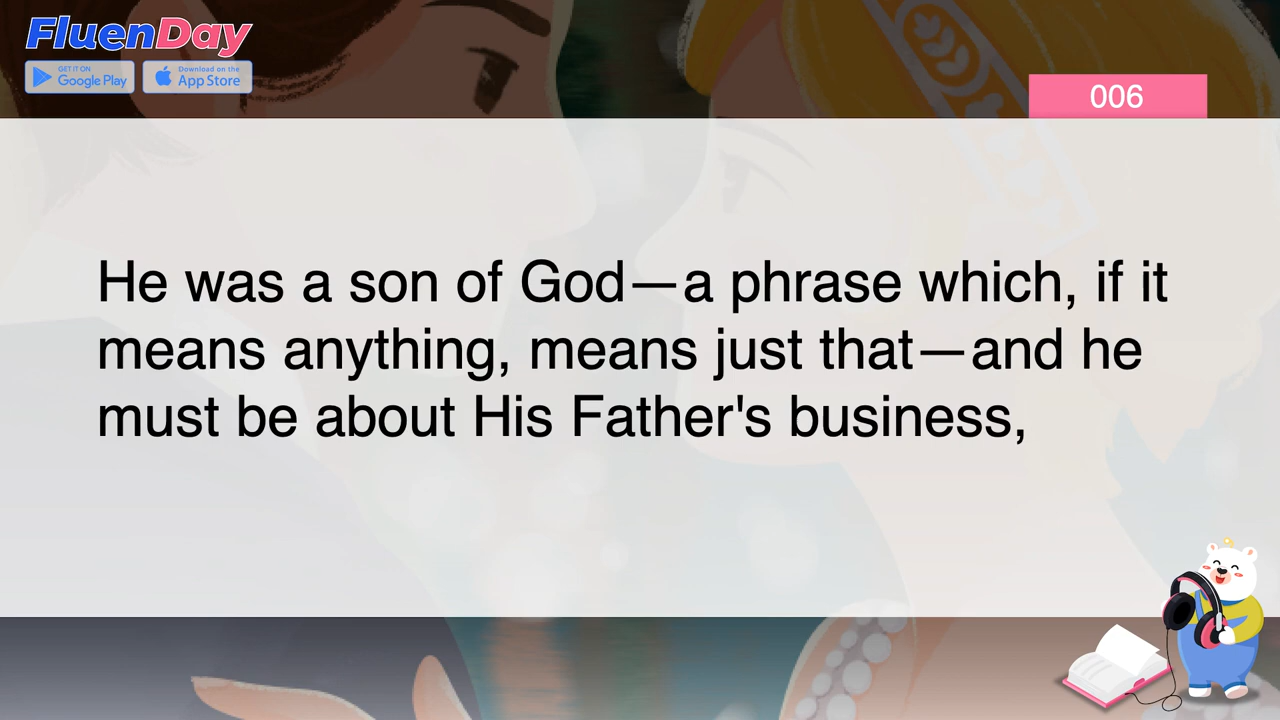 FluenDay
GET IT ON
Google Play
Download on the
App Store
006
He was a son of God—a phrase which, if it
means anything, means just that—and he
must be about His Father's business,